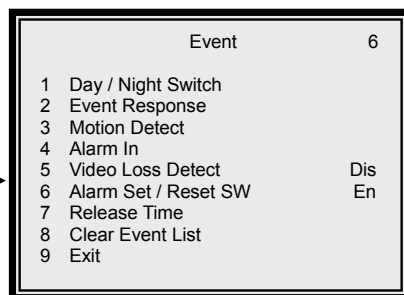 Event 6
1 Day / Night Switch
2 Event Response
3 Motion Detect
4 Alarm In
5 Video Loss Detect Dis
6 Alarm Set / Reset SW En
7 Release Time
8 Clear Event List
9 Exit